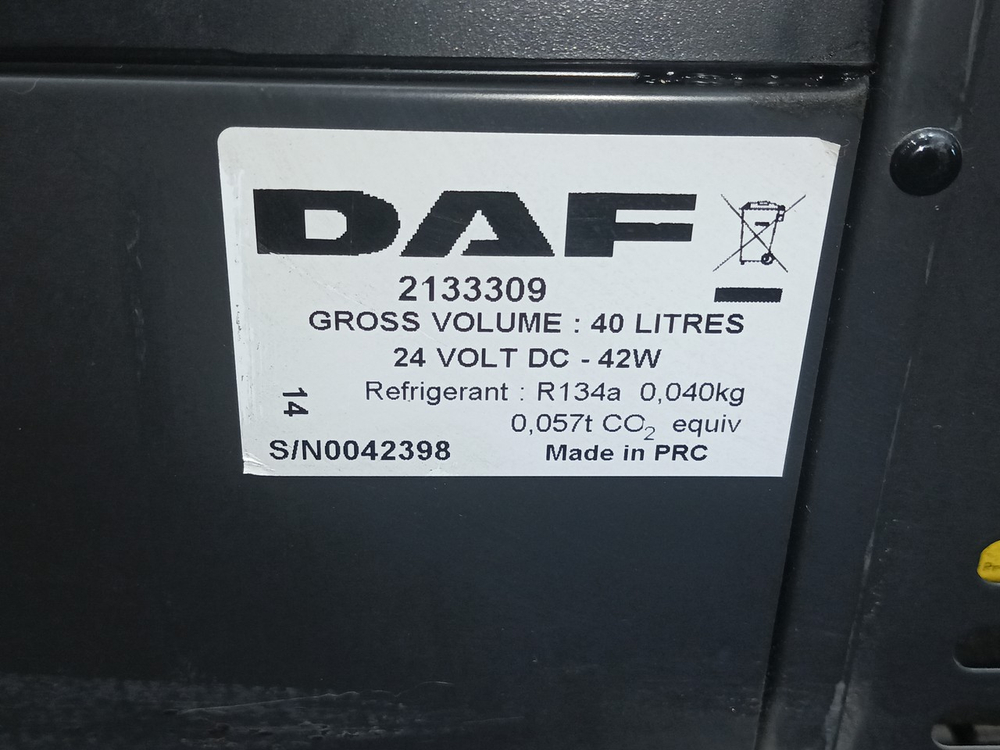 DAF
2133309
GROSS VOLUME : 40 LITRES
24 VOLT DC - 42W
Refrigerant : R134a 0,040kg
0,057t CO₂ equiv
14
S/N0042398
Made in PRC